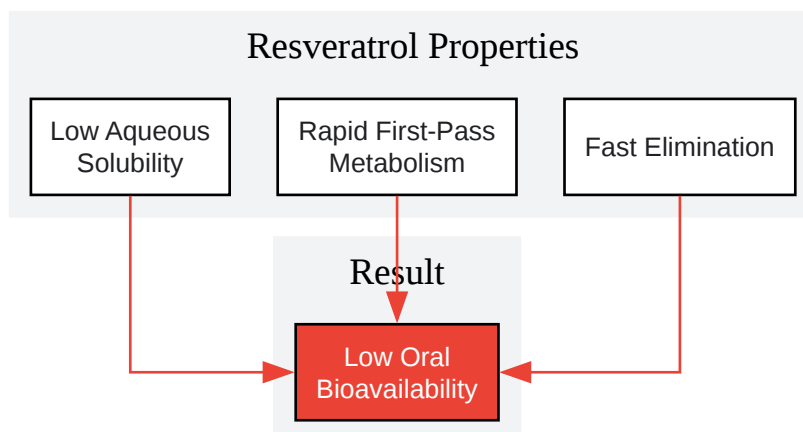 Resveratrol Properties
Low Aqueous
Solubility
Rapid First-Pass
Metabolism
Fast Elimination
Result
Low Oral
Bioavailability